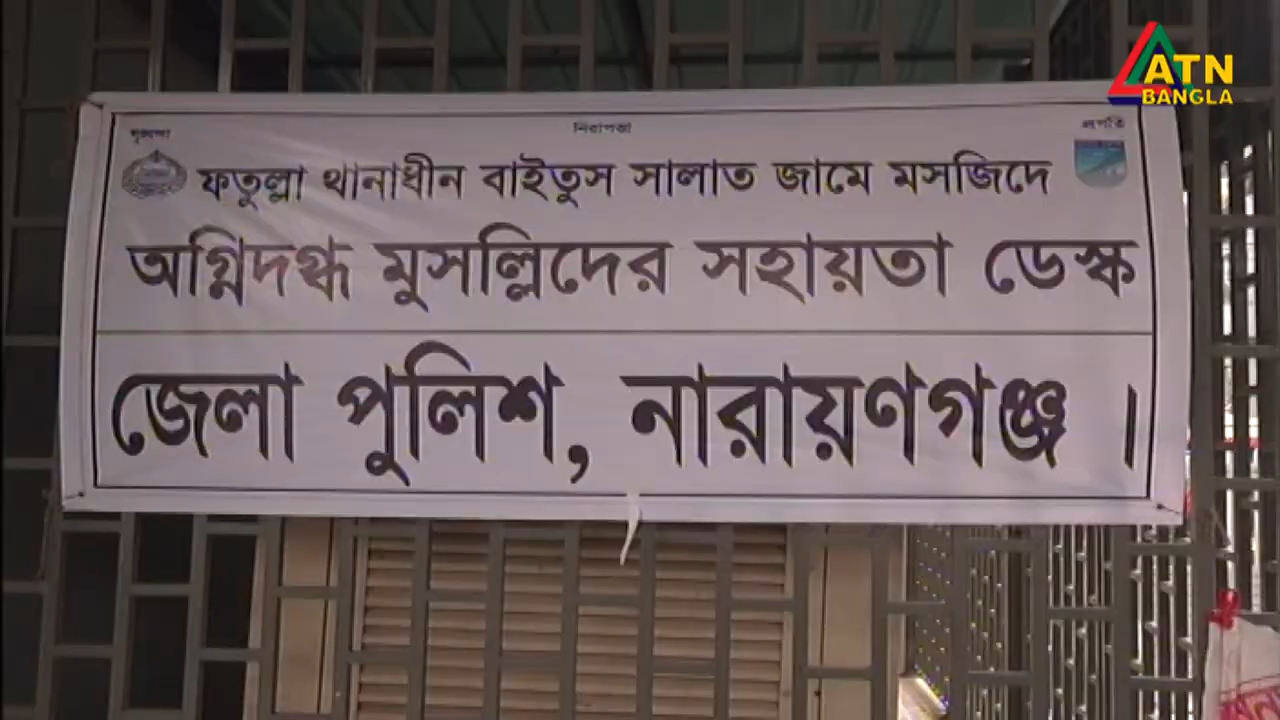 ATN
BANGLA
শৃঙ্খলা নিরাপত্তা প্রগতি
ফতুল্লা থানাধীন বাইতুস সালাত জামে মসজিদে
অগ্নিদগ্ধ মুসল্লিদের সহায়তা ডেস্ক
জেলা পুলিশ, নারায়ণগঞ্জ ।